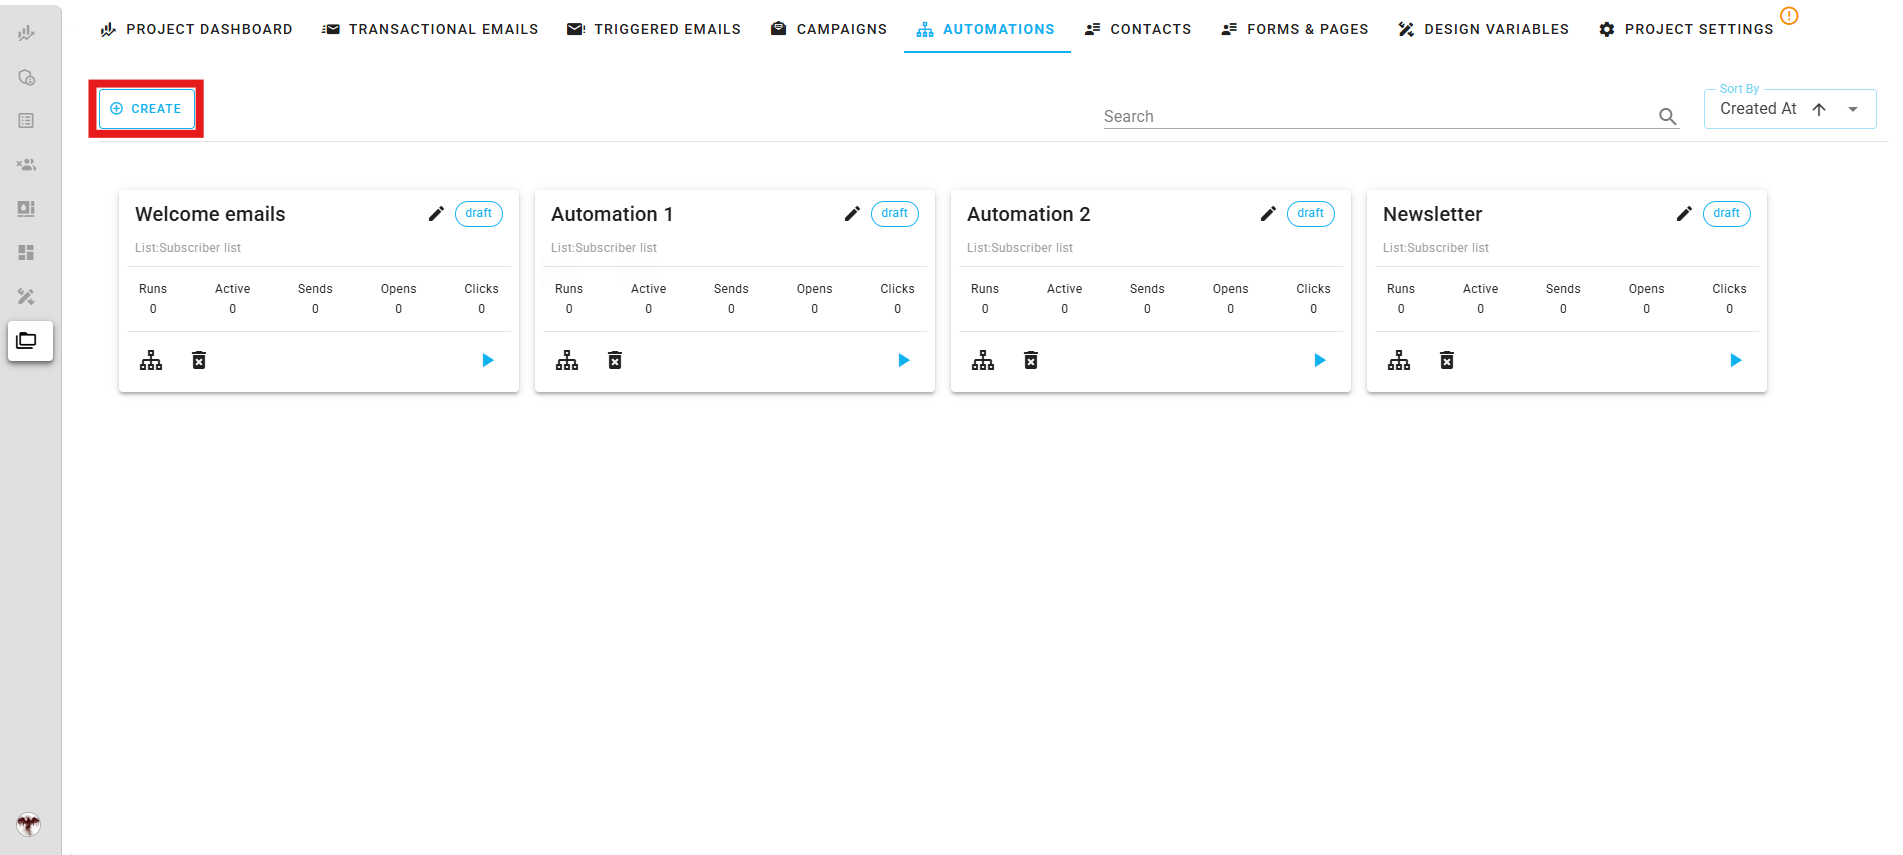 PROJECT DASHBOARD TRANSACTIONAL EMAILS TRIGGERED EMAILS CAMPAIGNS AUTOMATIONS CONTACTS FORMS & PAGES DESIGN VARIABLES PROJECT SETTINGS
CREATE
Search
Sort By
Created At
Welcome emails draft
List:Subscriber list
Runs Active Sends Opens Clicks
0 0 0 0 0
Automation 1 draft
List:Subscriber list
Runs Active Sends Opens Clicks
0 0 0 0 0
Automation 2 draft
List:Subscriber list
Runs Active Sends Opens Clicks
0 0 0 0 0
Newsletter draft
List:Subscriber list
Runs Active Sends Opens Clicks
0 0 0 0 0